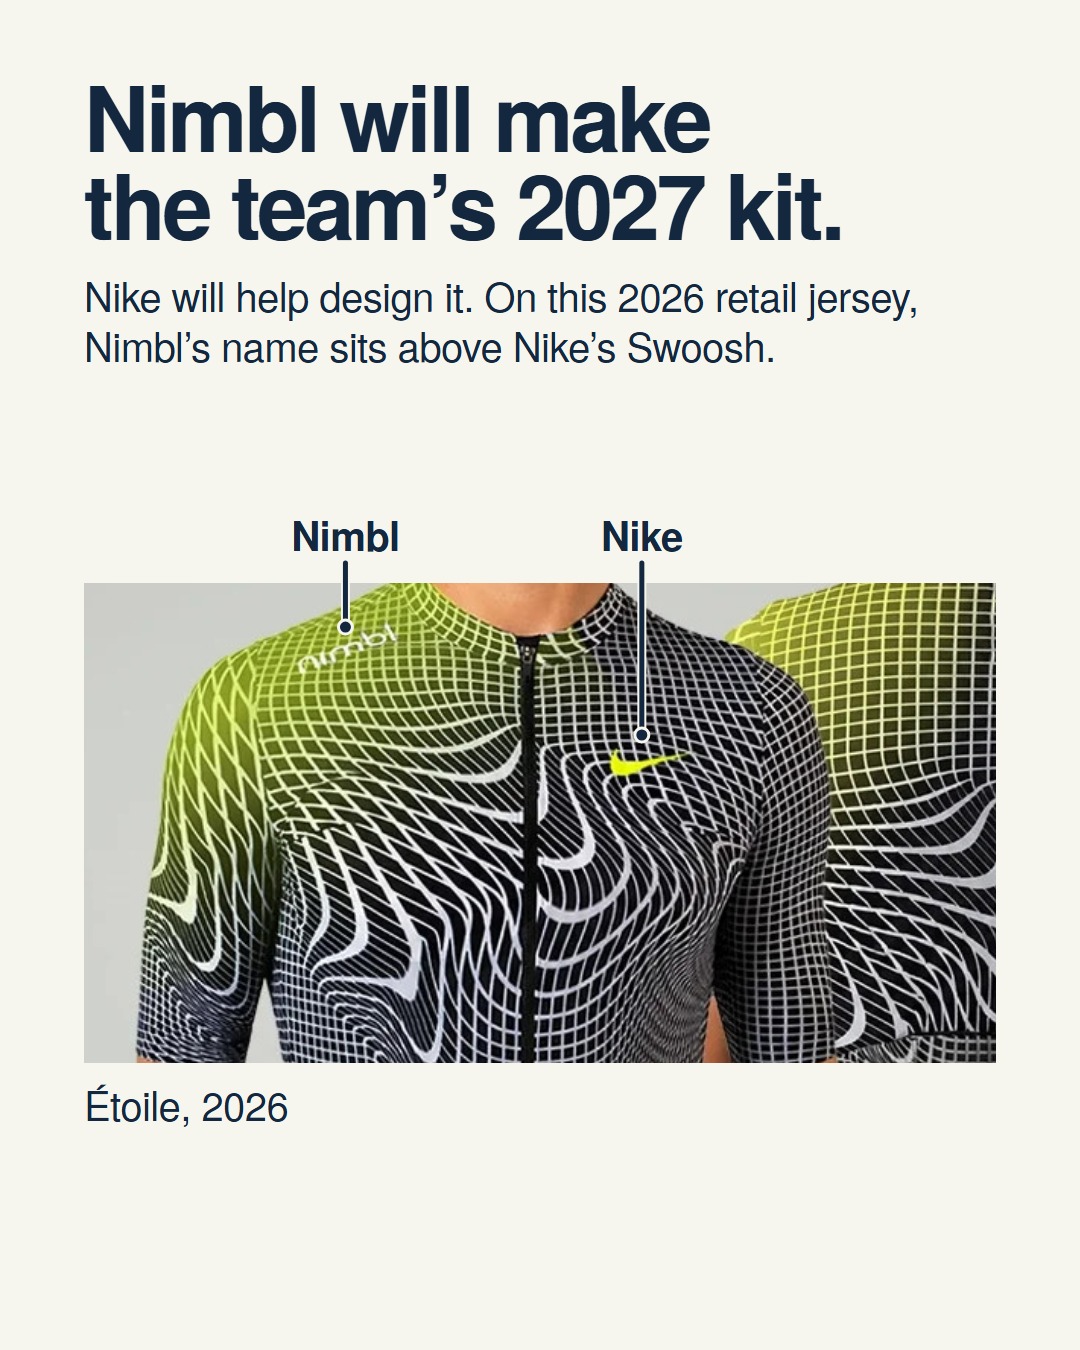 Nimbl will make
the team’s 2027 kit.
Nike will help design it. On this 2026 retail jersey,
Nimbl’s name sits above Nike’s Swoosh.
Nimbl Nike
nimbl
Étoile, 2026